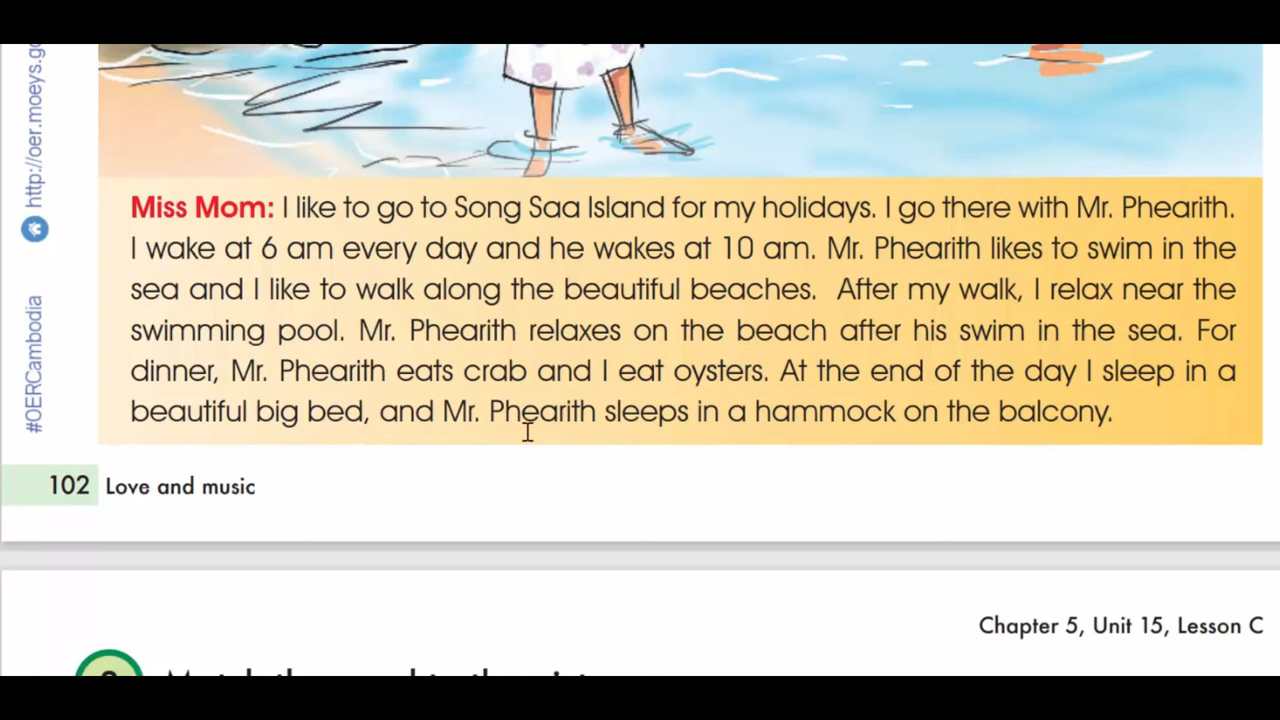 http://oer.moeys.go
#OERCambodia
Miss Mom: I like to go to Song Saa Island for my holidays. I go there with Mr. Phearith.
I wake at 6 am every day and he wakes at 10 am. Mr. Phearith likes to swim in the
sea and I like to walk along the beautiful beaches. After my walk, I relax near the
swimming pool. Mr. Phearith relaxes on the beach after his swim in the sea. For
dinner, Mr. Phearith eats crab and I eat oysters. At the end of the day I sleep in a
beautiful big bed, and Mr. Phearith sleeps in a hammock on the balcony.
102 Love and music
Chapter 5, Unit 15, Lesson C